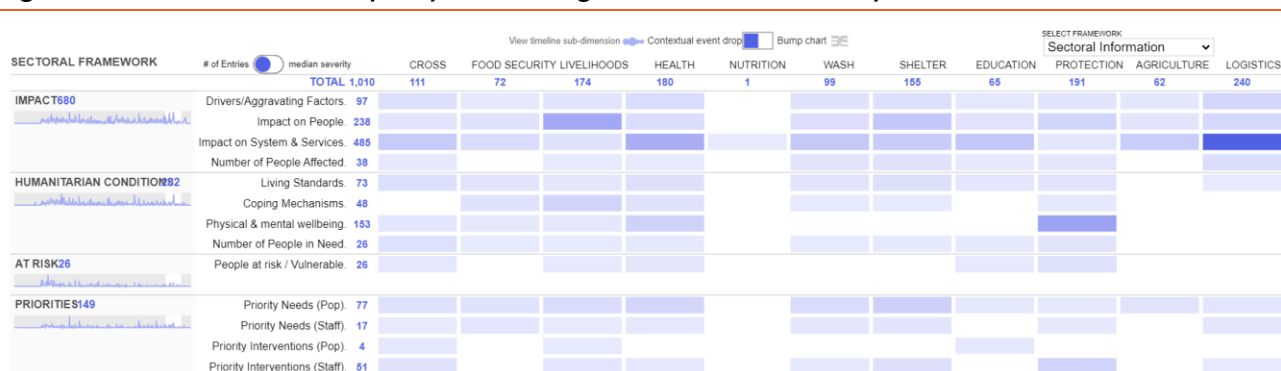 View timeline sub-dimension Contextual event drop Bump chart
SELECT FRAMEWORK
Sectoral Information
SECTORAL FRAMEWORK # of Entries median severity CROSS FOOD SECURITY LIVELIHOODS HEALTH NUTRITION WASH SHELTER EDUCATION PROTECTION AGRICULTURE LOGISTICS
TOTAL 1,010 111 72 174 180 1 99 155 65 191 62 240
IMPACT680 Drivers/Aggravating Factors. 97
Impact on People. 238
Impact on System & Services. 485
Number of People Affected. 38
HUMANITARIAN CONDITION282 Living Standards. 73
Coping Mechanisms. 48
Physical & mental wellbeing. 153
Number of People in Need. 26
AT RISK26 People at risk / Vulnerable. 26
PRIORITIES149 Priority Needs (Pop). 77
Priority Needs (Staff). 17
Priority Interventions (Pop). 4
Priority Interventions (Staff). 51